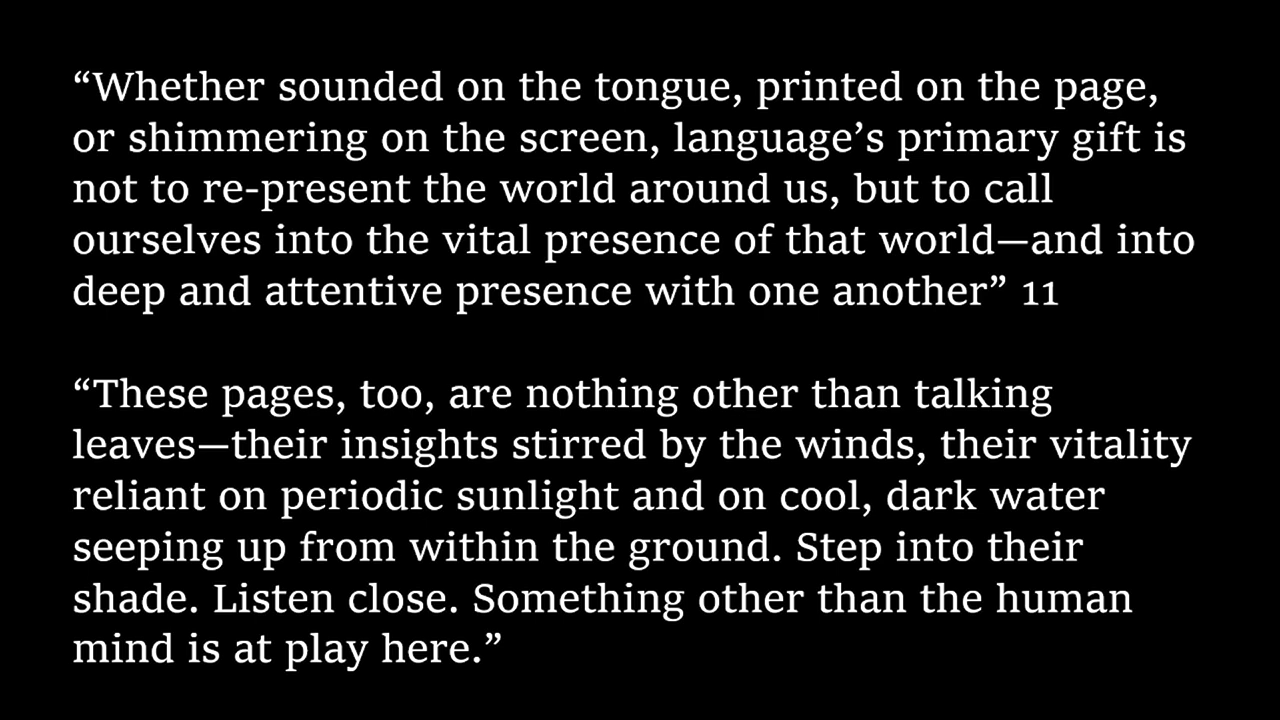 “Whether sounded on the tongue, printed on the page,
or shimmering on the screen, language’s primary gift is
not to re-present the world around us, but to call
ourselves into the vital presence of that world—and into
deep and attentive presence with one another” 11
“These pages, too, are nothing other than talking
leaves—their insights stirred by the winds, their vitality
reliant on periodic sunlight and on cool, dark water
seeping up from within the ground. Step into their
shade. Listen close. Something other than the human
mind is at play here.”